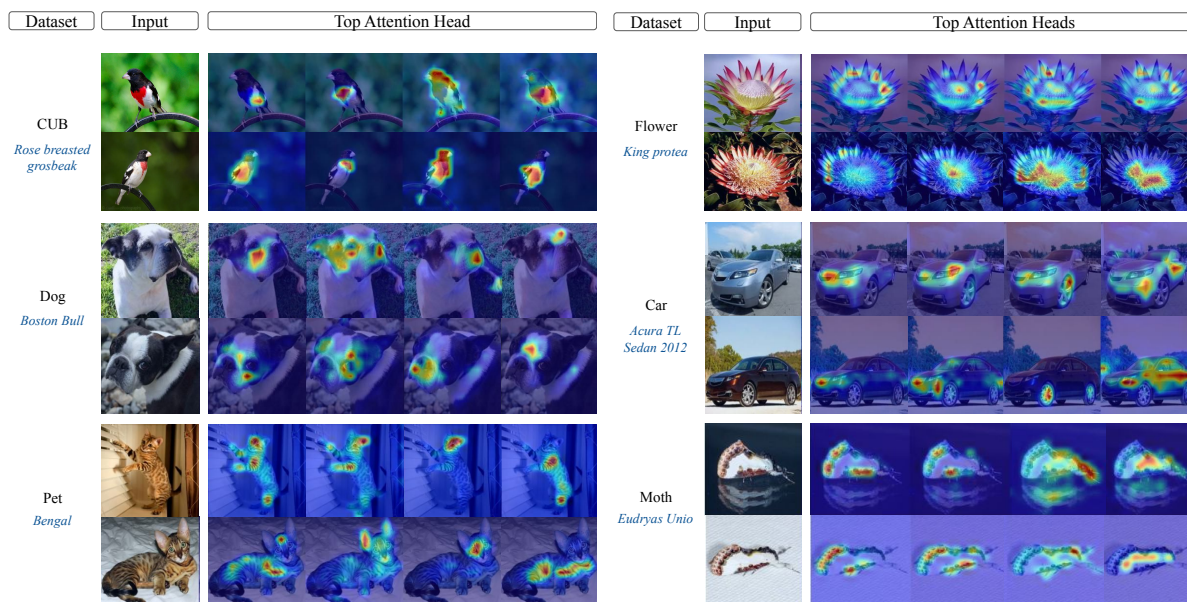 Dataset
Input
Top Attention Head
CUB
Rose breasted
grosbeak
Dog
Boston Bull
Pet
Bengal
Dataset
Input
Top Attention Heads
Flower
King protea
Car
Acura TL
Sedan 2012
Moth
Eudryas Unio